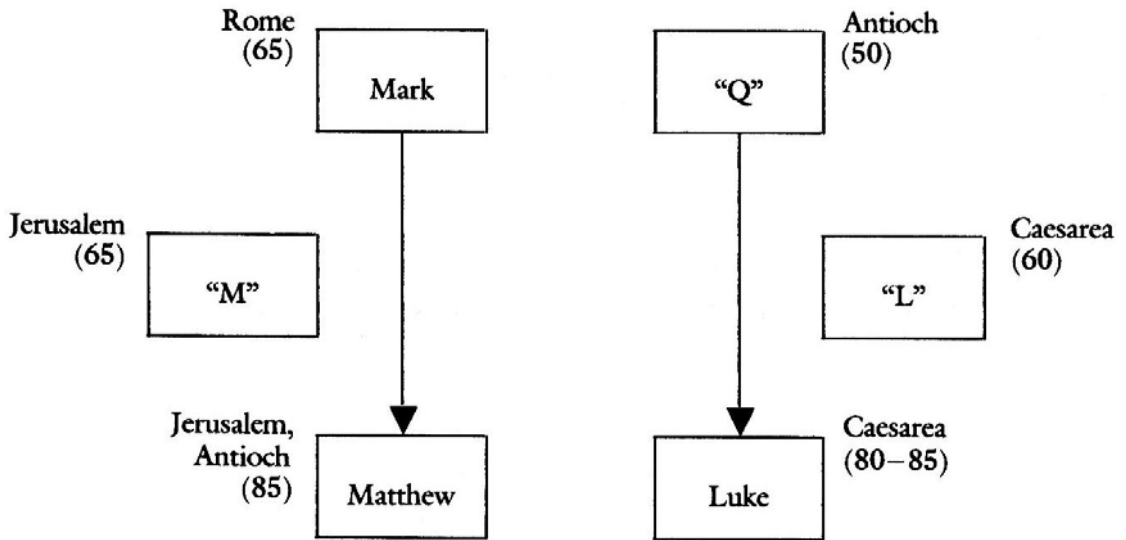 Rome
(65)
Mark
Antioch
(50)
“Q”
Jerusalem
(65)
“M”
Caesarea
(60)
“L”
Jerusalem,
Antioch
(85)
Matthew
Caesarea
(80–85)
Luke